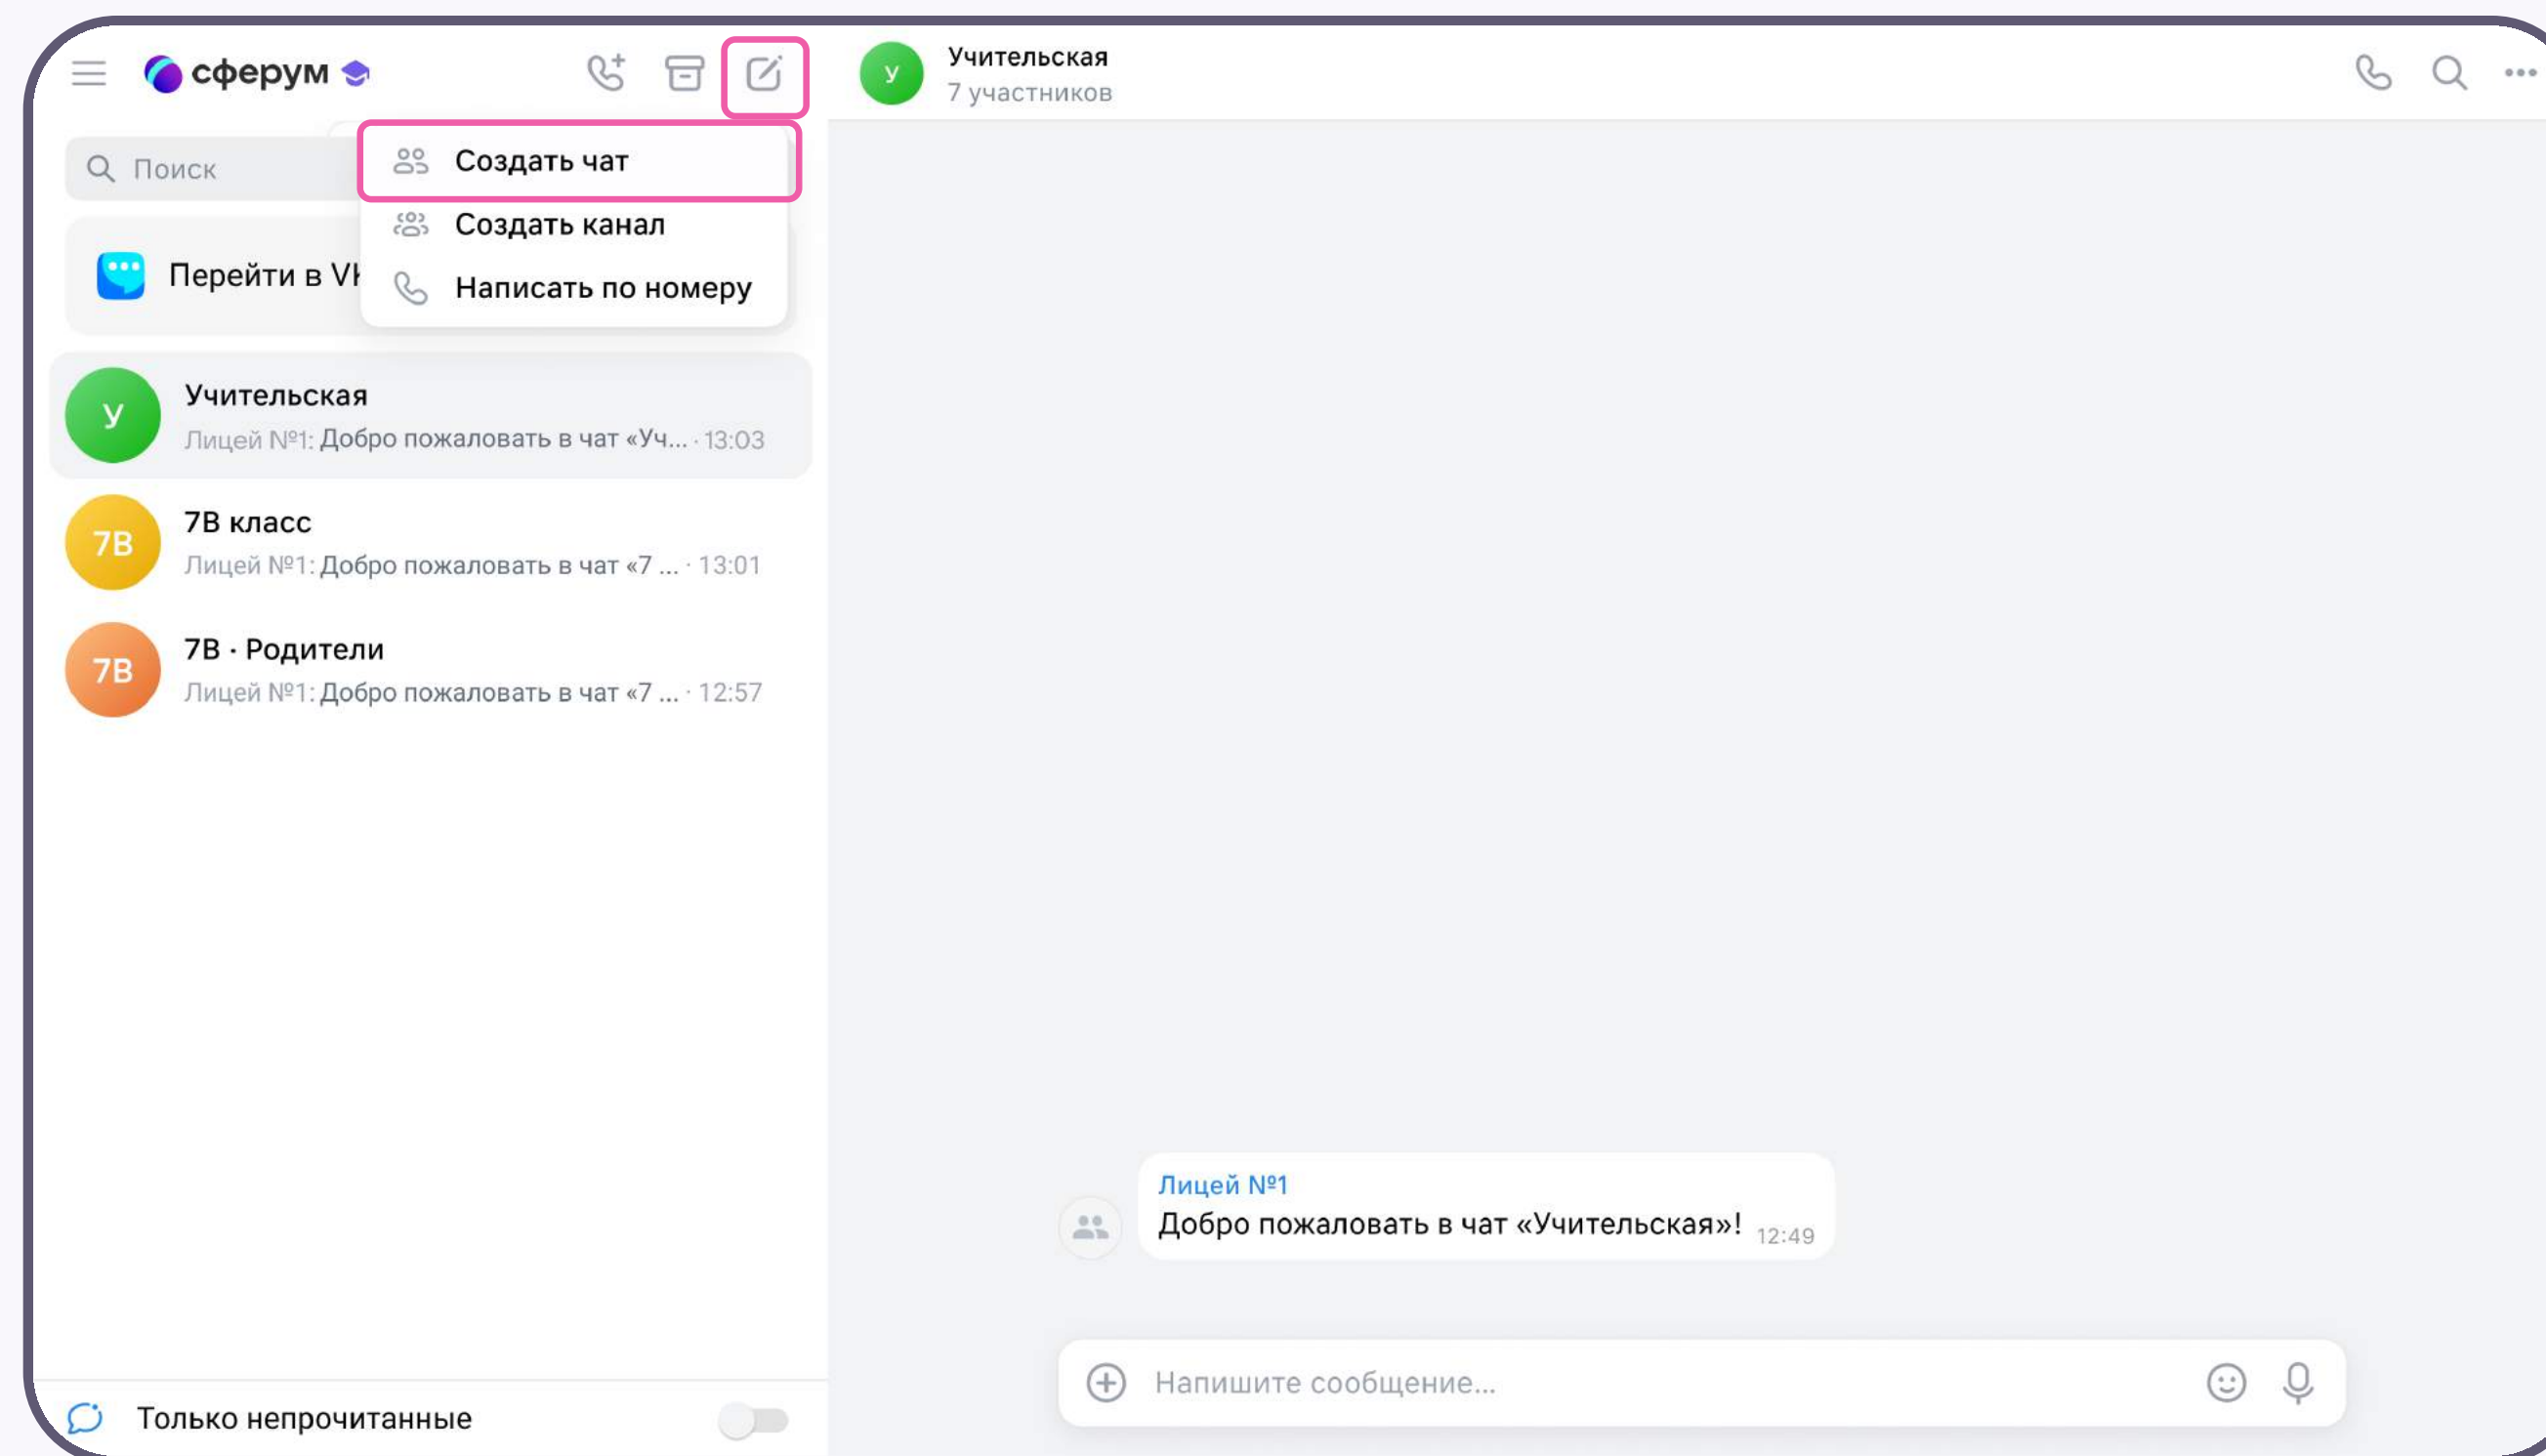 сферум
Поиск
Создать чат
Создать канал
Написать по номеру
Перейти в
Учительская
Лицей №1: Добро пожаловать в чат «Уч... · 13:03
7В класс
Лицей №1: Добро пожаловать в чат «7 ... · 13:01
7В · Родители
Лицей №1: Добро пожаловать в чат «7 ... · 12:57
У
7В
7В
Только непрочитанные
У
Учительская
7 участников
Лицей №1
Добро пожаловать в чат «Учительская»! 12:49
Напишите сообщение...